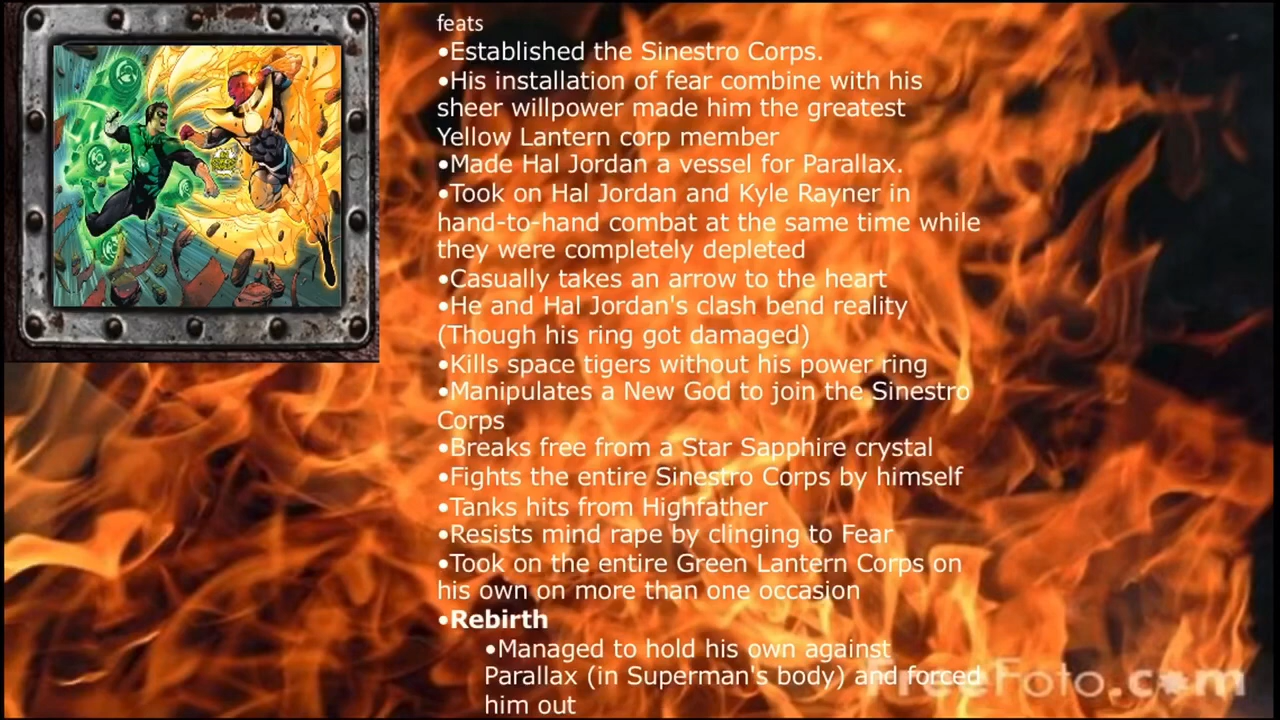 feats
•Established the Sinestro Corps.
•His installation of fear combine with his
sheer willpower made him the greatest
Yellow Lantern corp member
•Made Hal Jordan a vessel for Parallax.
•Took on Hal Jordan and Kyle Rayner in
hand-to-hand combat at the same time while
they were completely depleted
•Casually takes an arrow to the heart
•He and Hal Jordan's clash bend reality
(Though his ring got damaged)
•Kills space tigers without his power ring
•Manipulates a New God to join the Sinestro
Corps
•Breaks free from a Star Sapphire crystal
•Fights the entire Sinestro Corps by himself
•Tanks hits from Highfather
•Resists mind rape by clinging to Fear
•Took on the entire Green Lantern Corps on
his own on more than one occasion
•Rebirth
•Managed to hold his own against
Parallax (in Superman's body) and forced
him out
FreeFoto.com